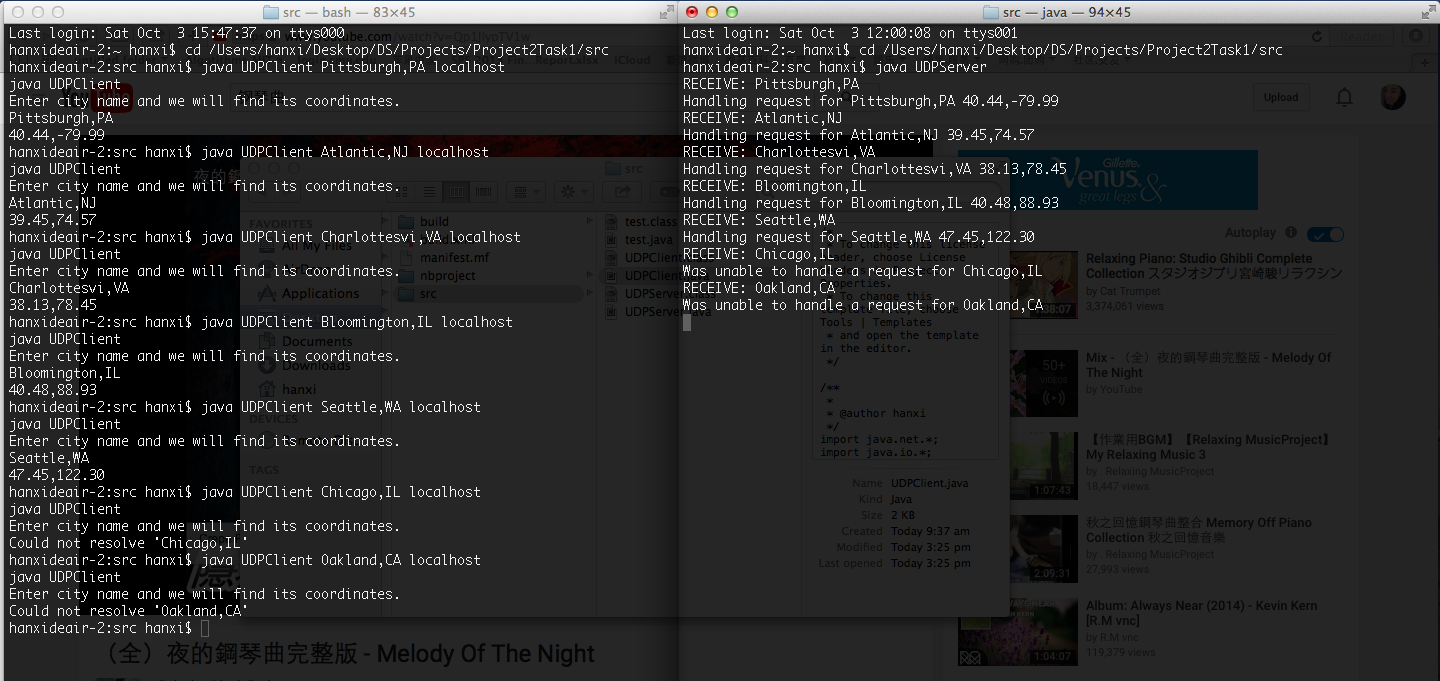 src — bash — 83×45
Last login: Sat Oct  3 15:47:37 on ttys000
hanxideair-2:~ hanxi$ cd /Users/hanxi/Desktop/DS/Projects/Project2Task1/src
hanxideair-2:src hanxi$ java UDPClient Pittsburgh,PA localhost
java UDPClient
Enter city name and we will find its coordinates.
Pittsburgh,PA
40.44,-79.99
hanxideair-2:src hanxi$ java UDPClient Atlantic,NJ localhost
java UDPClient
Enter city name and we will find its coordinates.
Atlantic,NJ
39.45,74.57
hanxideair-2:src hanxi$ java UDPClient Charlottesvi,VA localhost
java UDPClient
Enter city name and we will find its coordinates.
Charlottesvi,VA
38.13,78.45
hanxideair-2:src hanxi$ java UDPClient Bloomington,IL localhost
java UDPClient
Enter city name and we will find its coordinates.
Bloomington,IL
40.48,88.93
hanxideair-2:src hanxi$ java UDPClient Seattle,WA localhost
java UDPClient
Enter city name and we will find its coordinates.
Seattle,WA
47.45,122.30
hanxideair-2:src hanxi$ java UDPClient Chicago,IL localhost
java UDPClient
Enter city name and we will find its coordinates.
Could not resolve 'Chicago,IL'
hanxideair-2:src hanxi$ java UDPClient Oakland,CA localhost
java UDPClient
Enter city name and we will find its coordinates.
Could not resolve 'Oakland,CA'
hanxideair-2:src hanxi$
src — java — 94×45
Last login: Sat Oct  3 12:00:08 on ttys001
hanxideair-2:~ hanxi$ cd /Users/hanxi/Desktop/DS/Projects/Project2Task1/src
hanxideair-2:src hanxi$ java UDPServer
RECEIVE: Pittsburgh,PA
Handling request for Pittsburgh,PA 40.44,-79.99
RECEIVE: Atlantic,NJ
Handling request for Atlantic,NJ 39.45,74.57
RECEIVE: Charlottesvi,VA
Handling request for Charlottesvi,VA 38.13,78.45
RECEIVE: Bloomington,IL
Handling request for Bloomington,IL 40.48,88.93
RECEIVE: Seattle,WA
Handling request for Seattle,WA 47.45,122.30
RECEIVE: Chicago,IL
Was unable to handle a request for Chicago,IL
RECEIVE: Oakland,CA
Was unable to handle a request for Oakland,CA
src
FAVORITES
All My Files
Applications
Documents
Downloads
hanxi
DEVICES
TAGS
build
manifest.mf
nbproject
src
test.class
test.java
Tools | Templates
* and open the template
in the editor.
*/
/**
*
* @author hanxi
*/
import java.net.*;
import java.io.*;
Name UDPClient.java
Kind Java
Size 2 KB
Created Today 9:37 am
Modified Today 3:25 pm
Last opened Today 3:25 pm
Upload
Gillette
Venus &
great legs
Autoplay
Relaxing Piano: Studio Ghibli Complete
Collection スタジオジブリ宮崎駿リラクシン
by Cat Trumpet
3,374,061 views
50+
VIDEOS
Mix - （全）夜的鋼琴曲完整版 - Melody Of
The Night
by YouTube
1:07:43
【作業用BGM】【Relaxing MusicProject】
My Relaxing Music 3
by . Relaxing MusicProject
18,447 views
2:09:31
秋之回憶鋼琴曲整合 Memory Off Piano
Collection 秋之回憶音樂
by . Relaxing MusicProject
27,993 views
1:04:07
Album: Always Near (2014) - Kevin Kern
[R.M vnc]
by R.M vnc
119,379 views
（全）夜的鋼琴曲完整版 - Melody Of The Night